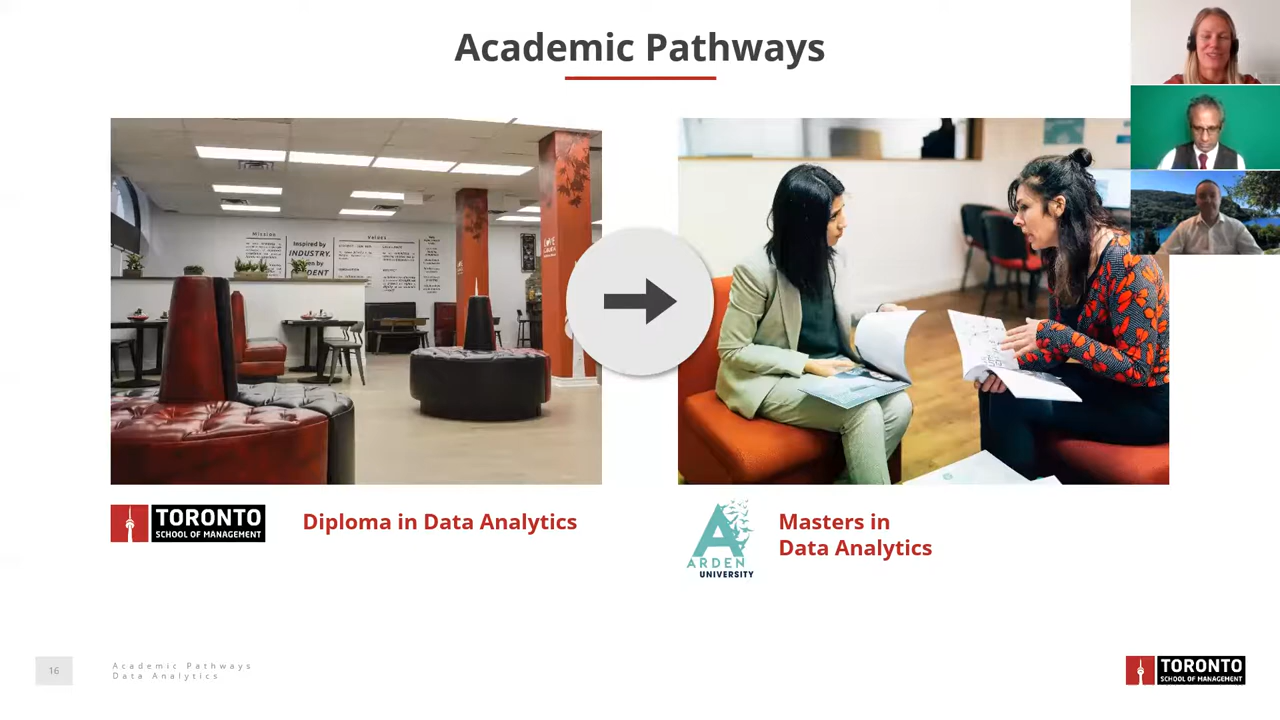 Academic Pathways
Mission
Values
Inspired by
INDUSTRY.
TORONTO
SCHOOL OF MANAGEMENT
Diploma in Data Analytics
ARDEN
UNIVERSITY
Masters in
Data Analytics
16
Academic Pathways
Data Analytics
TORONTO
SCHOOL OF MANAGEMENT